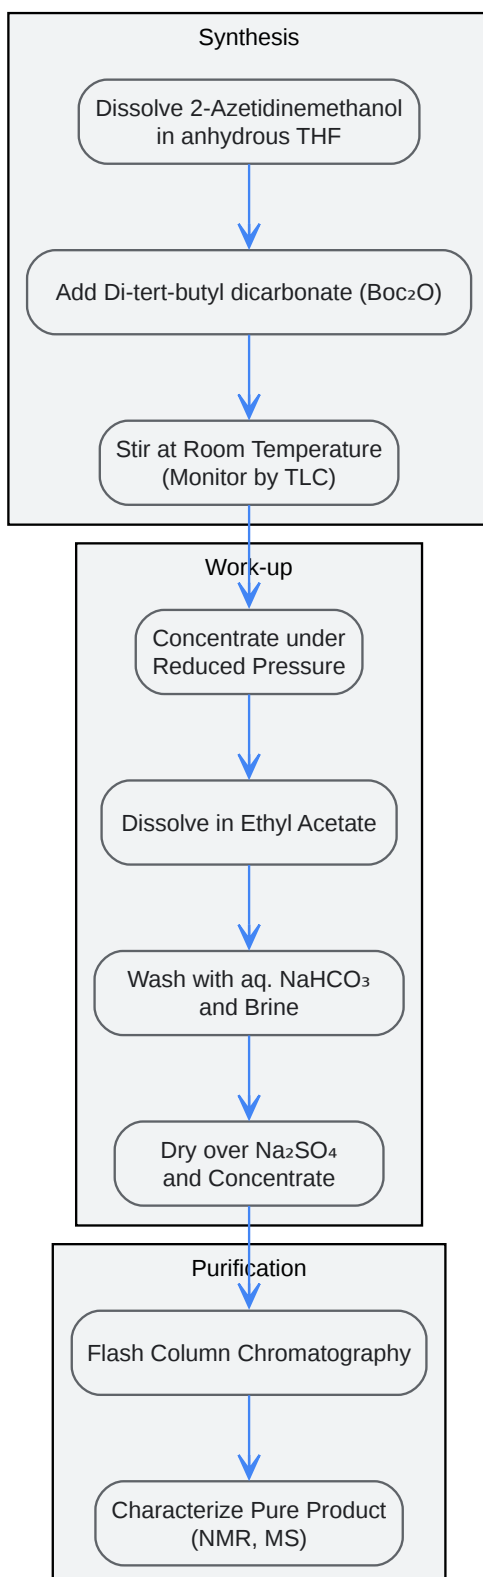 Synthesis
Dissolve 2-Azetidinemethanol
in anhydrous THF
Add Di-tert-butyl dicarbonate (Boc₂O)
Stir at Room Temperature
(Monitor by TLC)
Work-up
Concentrate under
Reduced Pressure
Dissolve in Ethyl Acetate
Wash with aq. NaHCO₃
and Brine
Dry over Na₂SO₄
and Concentrate
Purification
Flash Column Chromatography
Characterize Pure Product
(NMR, MS)